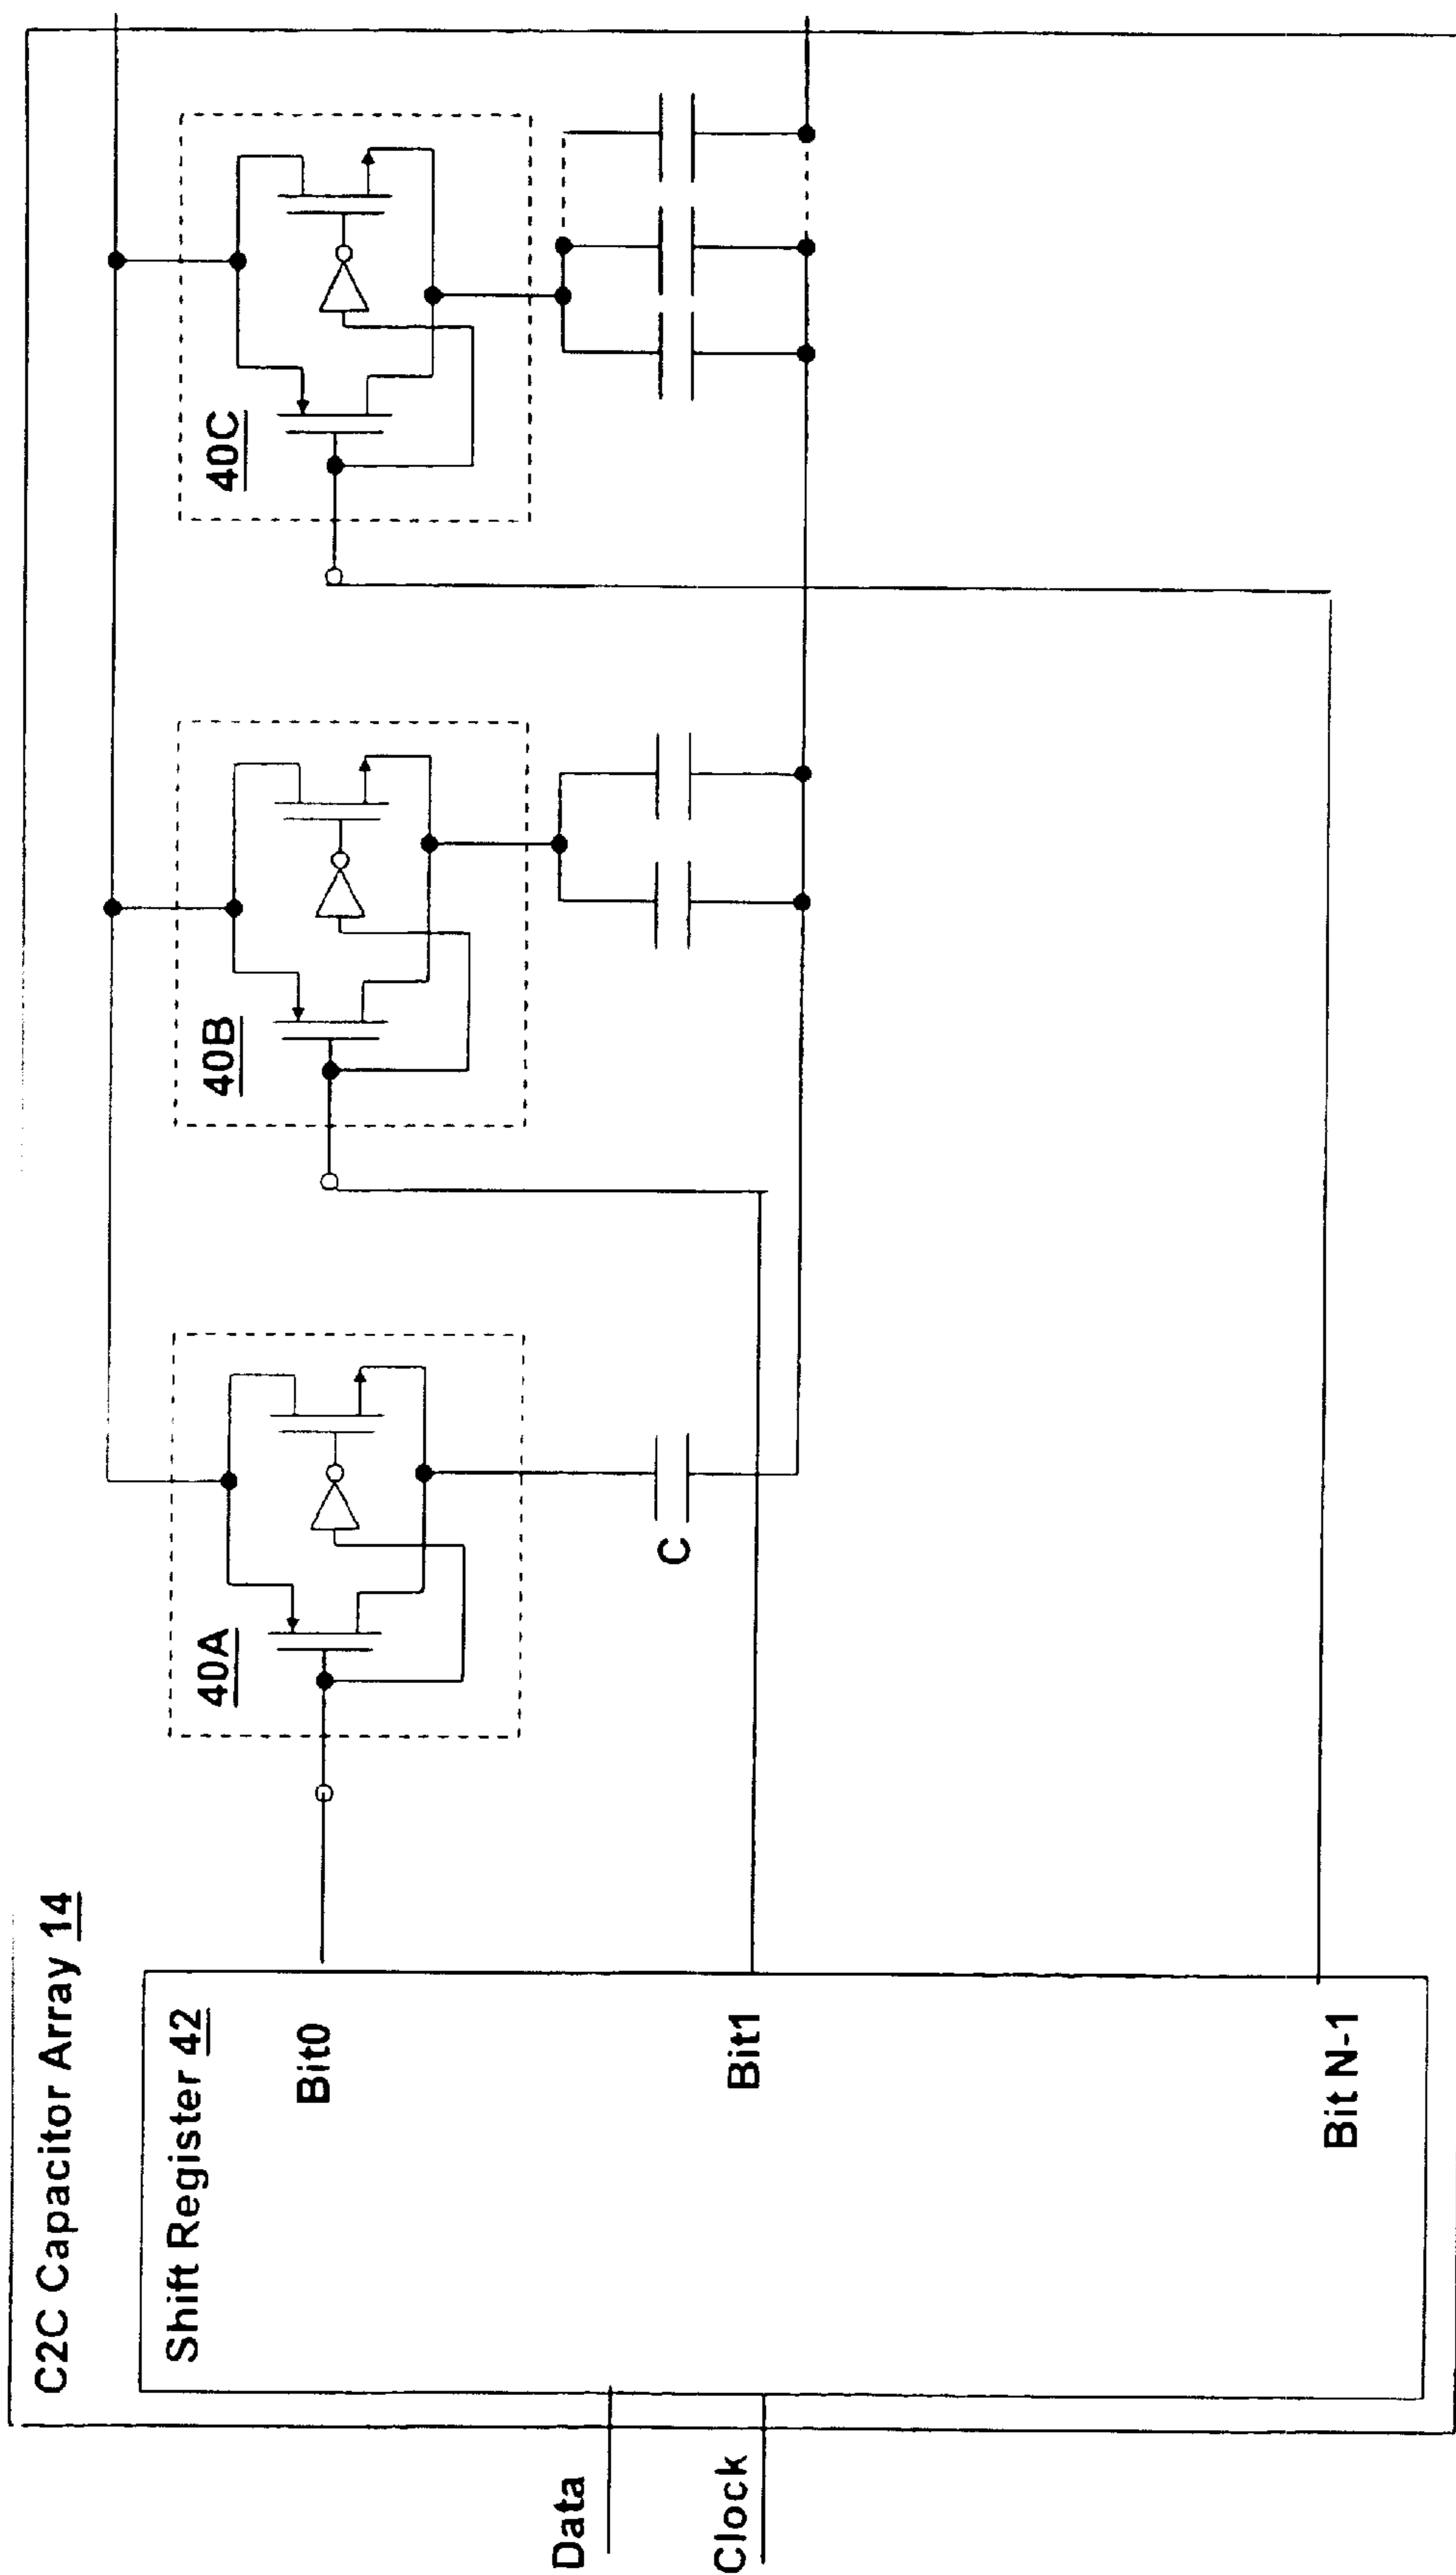 C2C Capacitor Array 14
Shift Register 42
Data
Clock
Bit0
Bit1
Bit N-1
40A
40B
40C
C